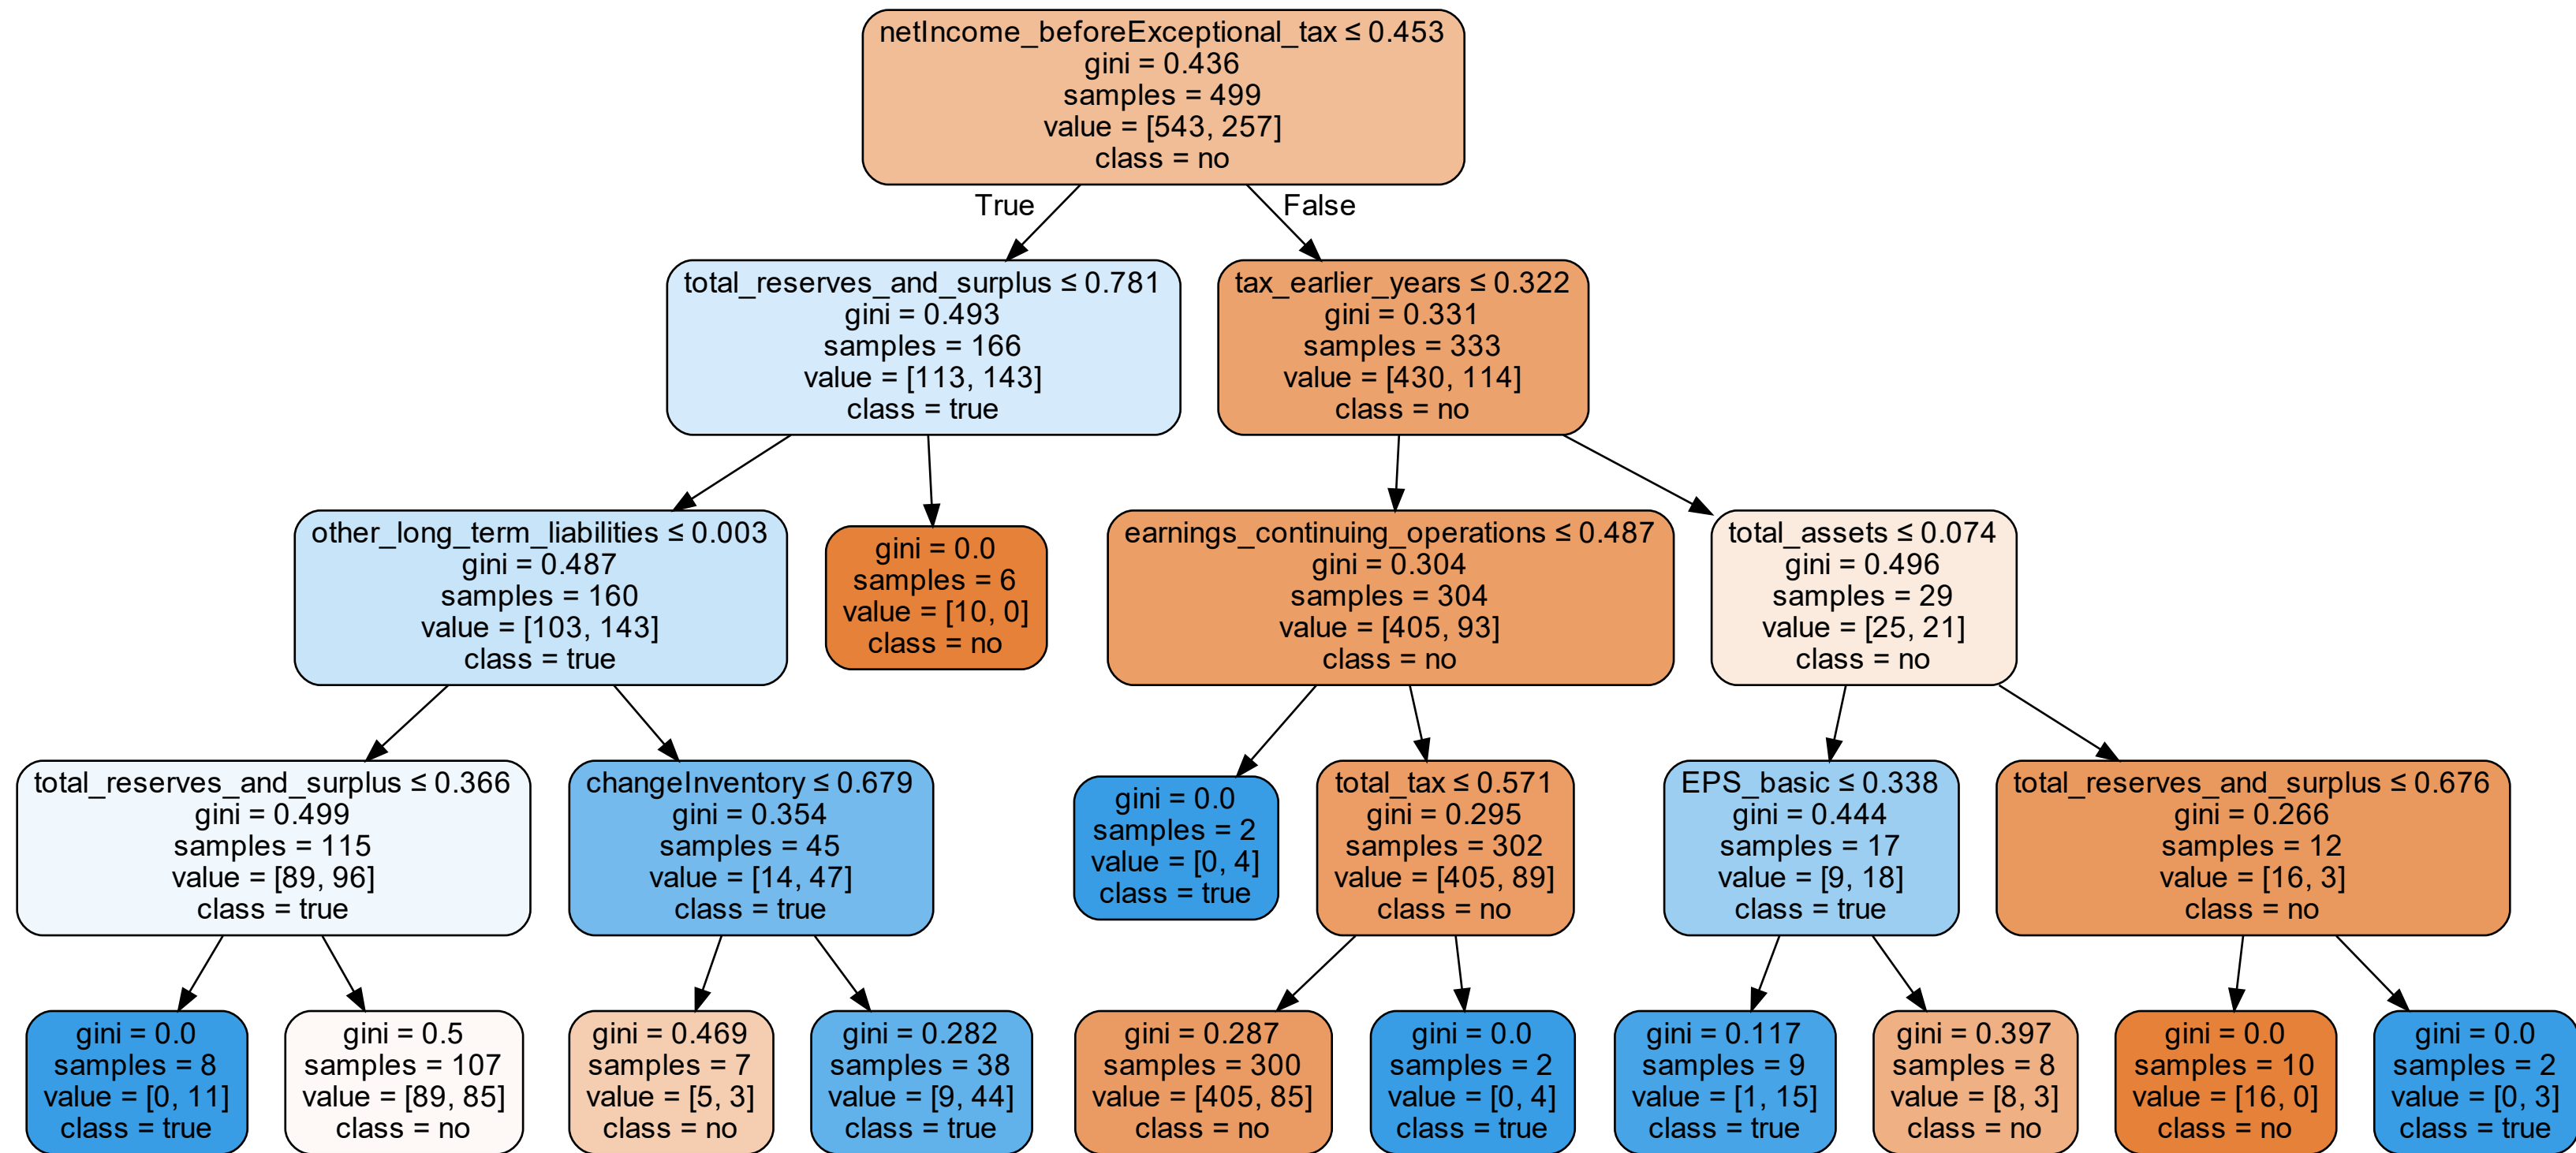 netIncome_beforeExceptional_tax ≤ 0.453
gini = 0.436
samples = 499
value = [543, 257]
class = no
True
False
total_reserves_and_surplus ≤ 0.781
gini = 0.493
samples = 166
value = [113, 143]
class = true
tax_earlier_years ≤ 0.322
gini = 0.331
samples = 333
value = [430, 114]
class = no
other_long_term_liabilities ≤ 0.003
gini = 0.487
samples = 160
value = [103, 143]
class = true
gini = 0.0
samples = 6
value = [10, 0]
class = no
earnings_continuing_operations ≤ 0.487
gini = 0.304
samples = 304
value = [405, 93]
class = no
total_assets ≤ 0.074
gini = 0.496
samples = 29
value = [25, 21]
class = no
total_reserves_and_surplus ≤ 0.366
gini = 0.499
samples = 115
value = [89, 96]
class = true
changeInventory ≤ 0.679
gini = 0.354
samples = 45
value = [14, 47]
class = true
gini = 0.0
samples = 2
value = [0, 4]
class = true
total_tax ≤ 0.571
gini = 0.295
samples = 302
value = [405, 89]
class = no
EPS_basic ≤ 0.338
gini = 0.444
samples = 17
value = [9, 18]
class = true
total_reserves_and_surplus ≤ 0.676
gini = 0.266
samples = 12
value = [16, 3]
class = no
gini = 0.0
samples = 8
value = [0, 11]
class = true
gini = 0.5
samples = 107
value = [89, 85]
class = no
gini = 0.469
samples = 7
value = [5, 3]
class = no
gini = 0.282
samples = 38
value = [9, 44]
class = true
gini = 0.287
samples = 300
value = [405, 85]
class = no
gini = 0.0
samples = 2
value = [0, 4]
class = true
gini = 0.117
samples = 9
value = [1, 15]
class = true
gini = 0.397
samples = 8
value = [8, 3]
class = no
gini = 0.0
samples = 10
value = [16, 0]
class = no
gini = 0.0
samples = 2
value = [0, 3]
class = true